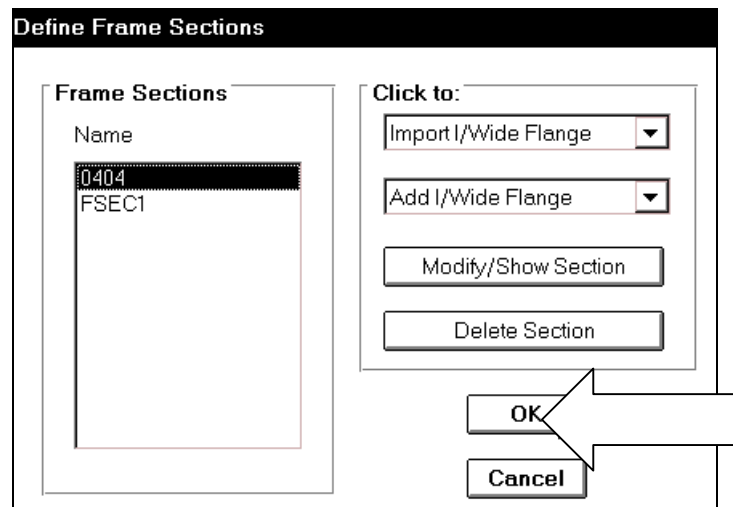 Define Frame Sections
Frame Sections
Name
0404
FSEC1
Click to:
Import I/Wide Flange
Add I/Wide Flange
Modify/Show Section
Delete Section
OK
Cancel